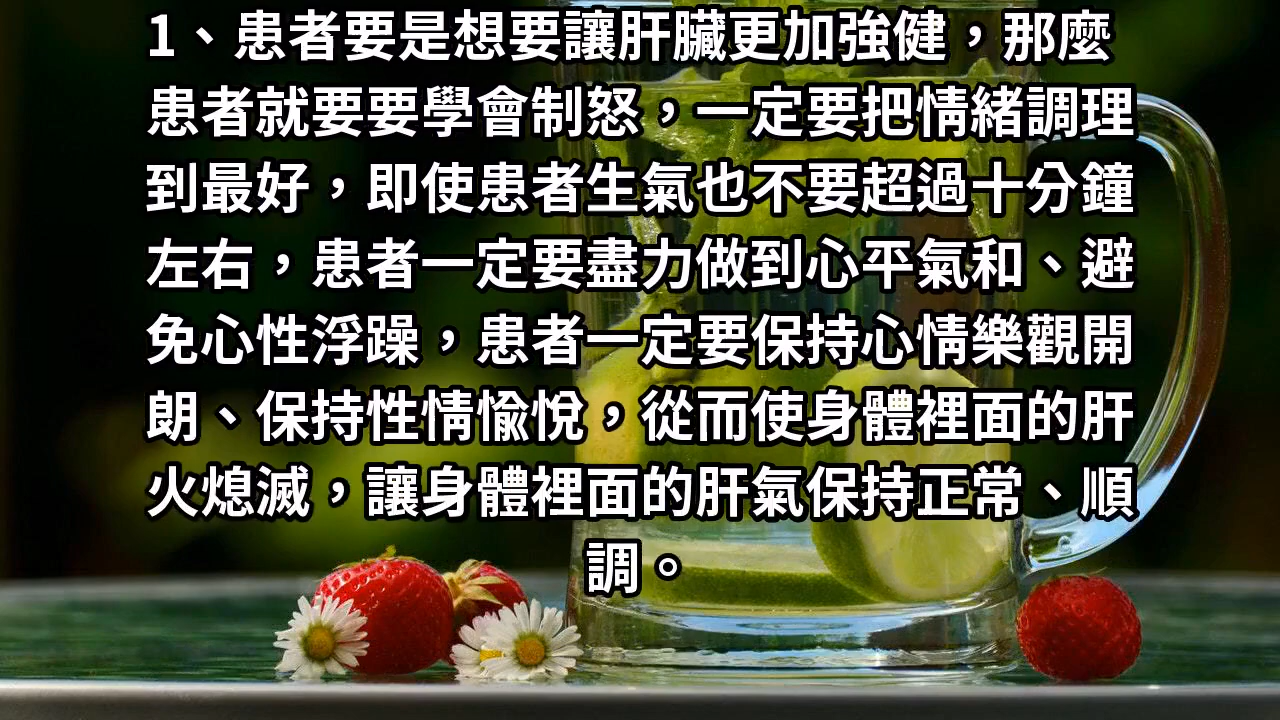 1、患者要是想要讓肝臟更加強健，那麼
患者就要要學會制怒，一定要把情緒調理
到最好，即使患者生氣也不要超過十分鐘
左右，患者一定要盡力做到心平氣和、避
免心性浮躁，患者一定要保持心情樂觀開
朗、保持性情愉悅，從而使身體裡面的肝
火熄滅，讓身體裡面的肝氣保持正常、順
調。